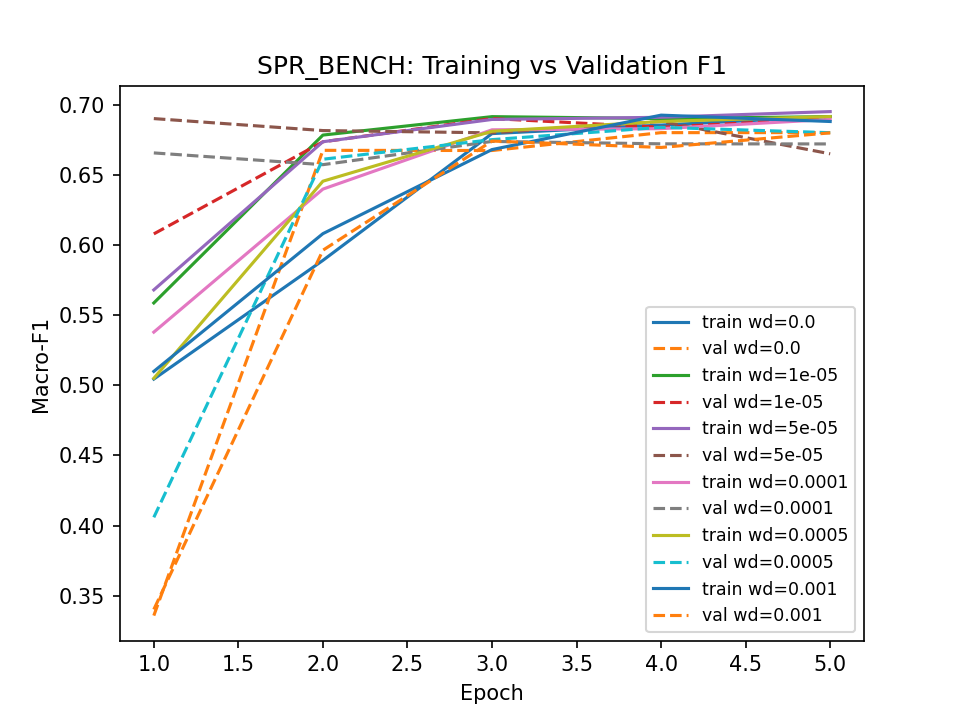 SPR_BENCH: Training vs Validation F1
Macro-F1
0.70
0.65
0.60
0.55
0.50
0.45
0.40
0.35
train wd=0.0
val wd=0.0
train wd=1e-05
val wd=1e-05
train wd=5e-05
val wd=5e-05
train wd=0.0001
val wd=0.0001
train wd=0.0005
val wd=0.0005
train wd=0.001
val wd=0.001
1.0 1.5 2.0 2.5 3.0 3.5 4.0 4.5 5.0
Epoch